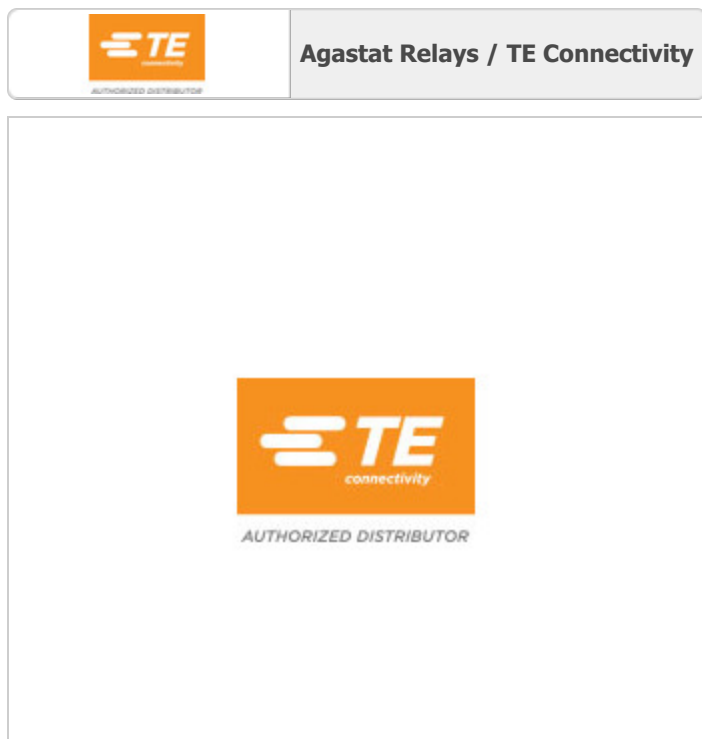 TE
connectivity
AUTHORIZED DISTRIBUTOR
Agastat Relays / TE Connectivity
TE
connectivity
AUTHORIZED DISTRIBUTOR